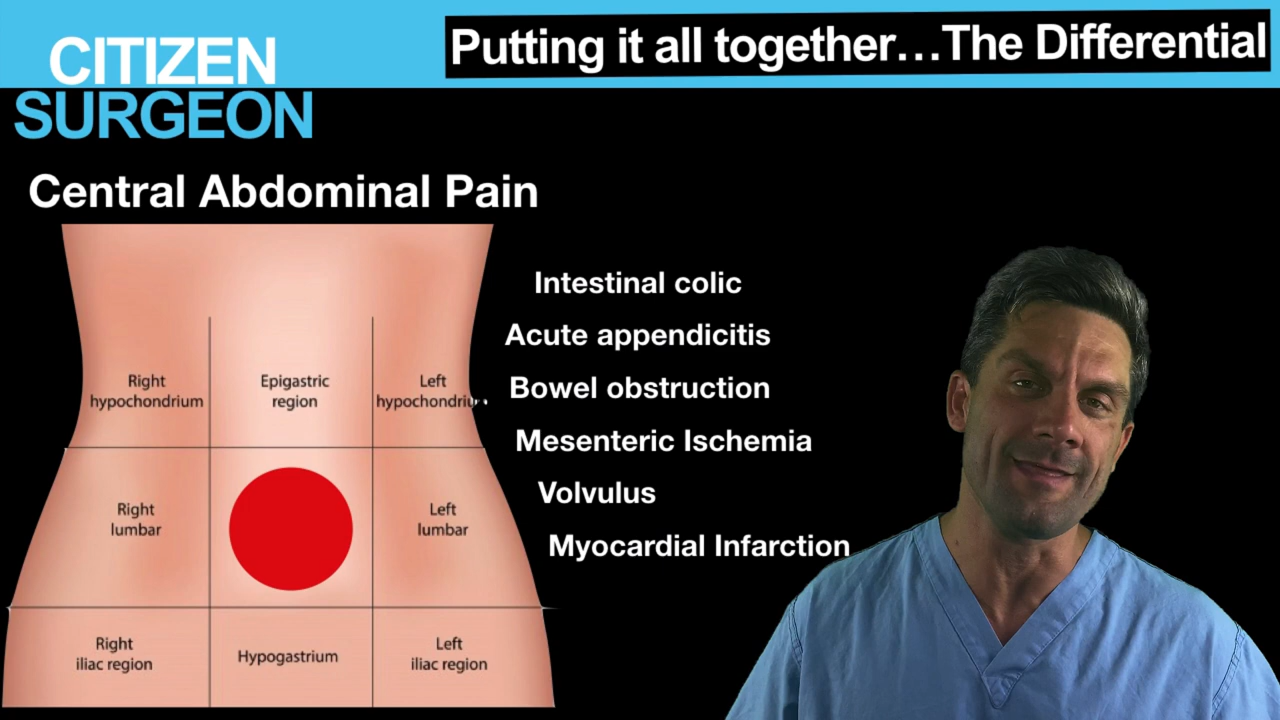 CITIZEN
SURGEON
Putting it all together...The Differential
Central Abdominal Pain
Right
hypochondrium
Epigastric
region
Left
hypochondriu
Right
lumbar
Left
lumbar
Right
iliac region
Hypogastrium
Left
iliac region
Intestinal colic
Acute appendicitis
Bowel obstruction
Mesenteric Ischemia
Volvulus
Myocardial Infarction